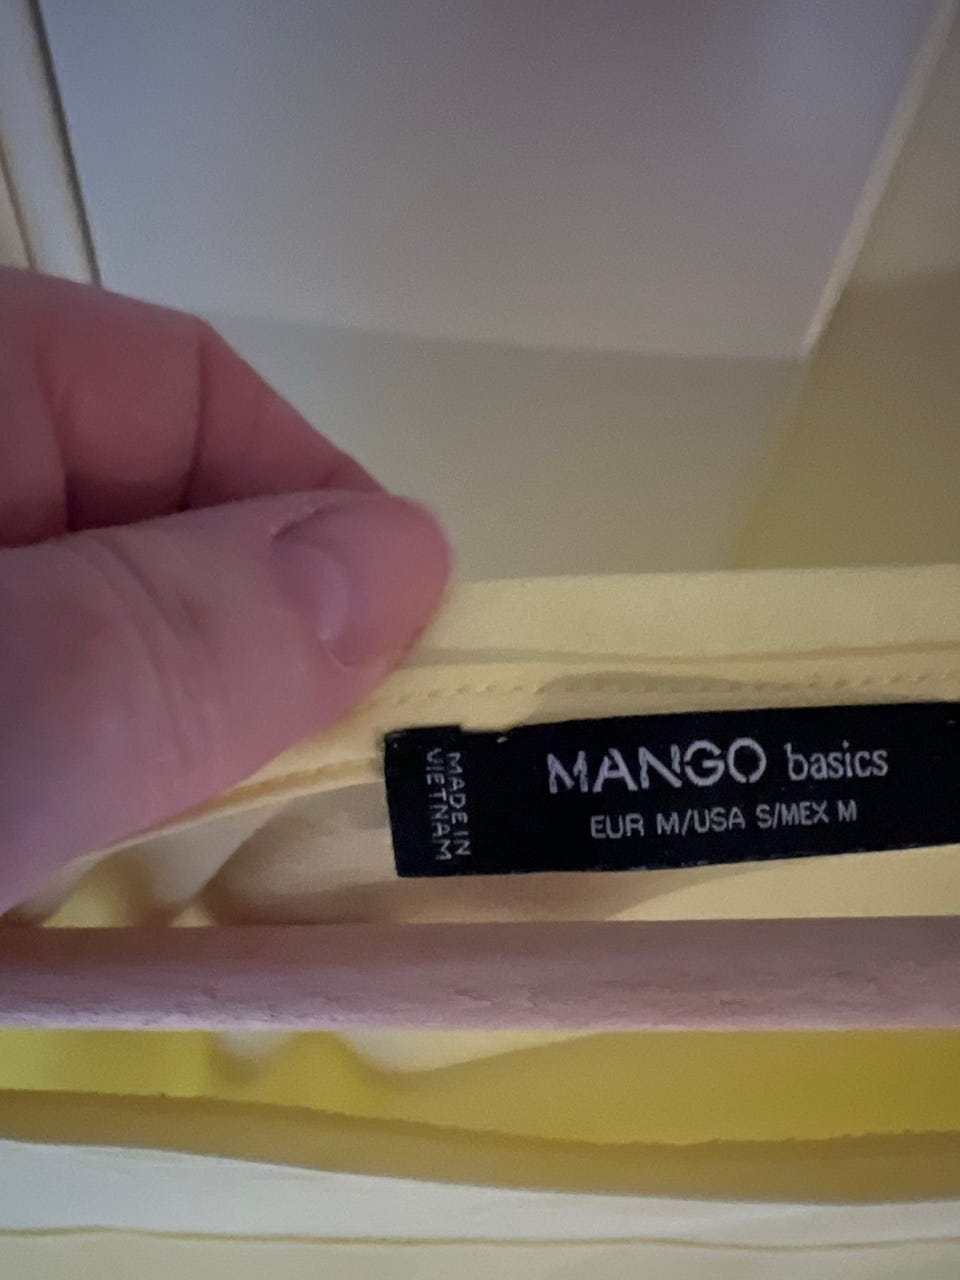 MADE IN
VIETNAM
MANGO basics
EUR M/USA S/MEX M